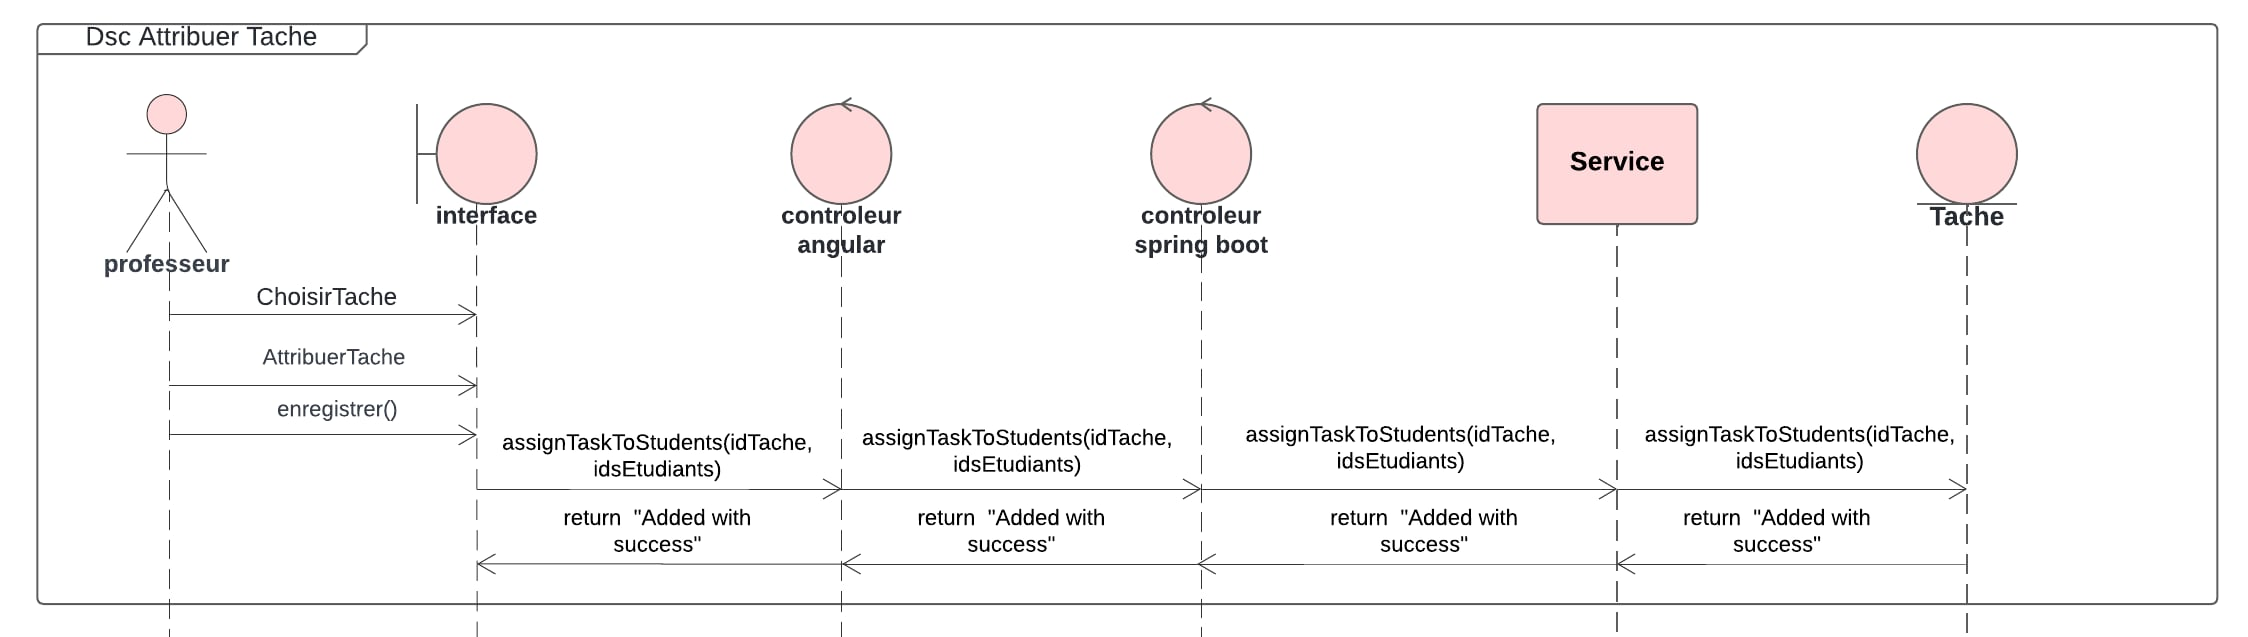 Dsc Attribuer Tache
professeur
interface
controleur
angular
controleur
spring boot
Service
Tache
ChoisirTache
AttribuerTache
enregistrer()
assignTaskToStudents(idTache,
idsEtudiants)
assignTaskToStudents(idTache,
idsEtudiants)
assignTaskToStudents(idTache,
idsEtudiants)
assignTaskToStudents(idTache,
idsEtudiants)
return  "Added with
success"
return  "Added with
success"
return  "Added with
success"
return  "Added with
success"